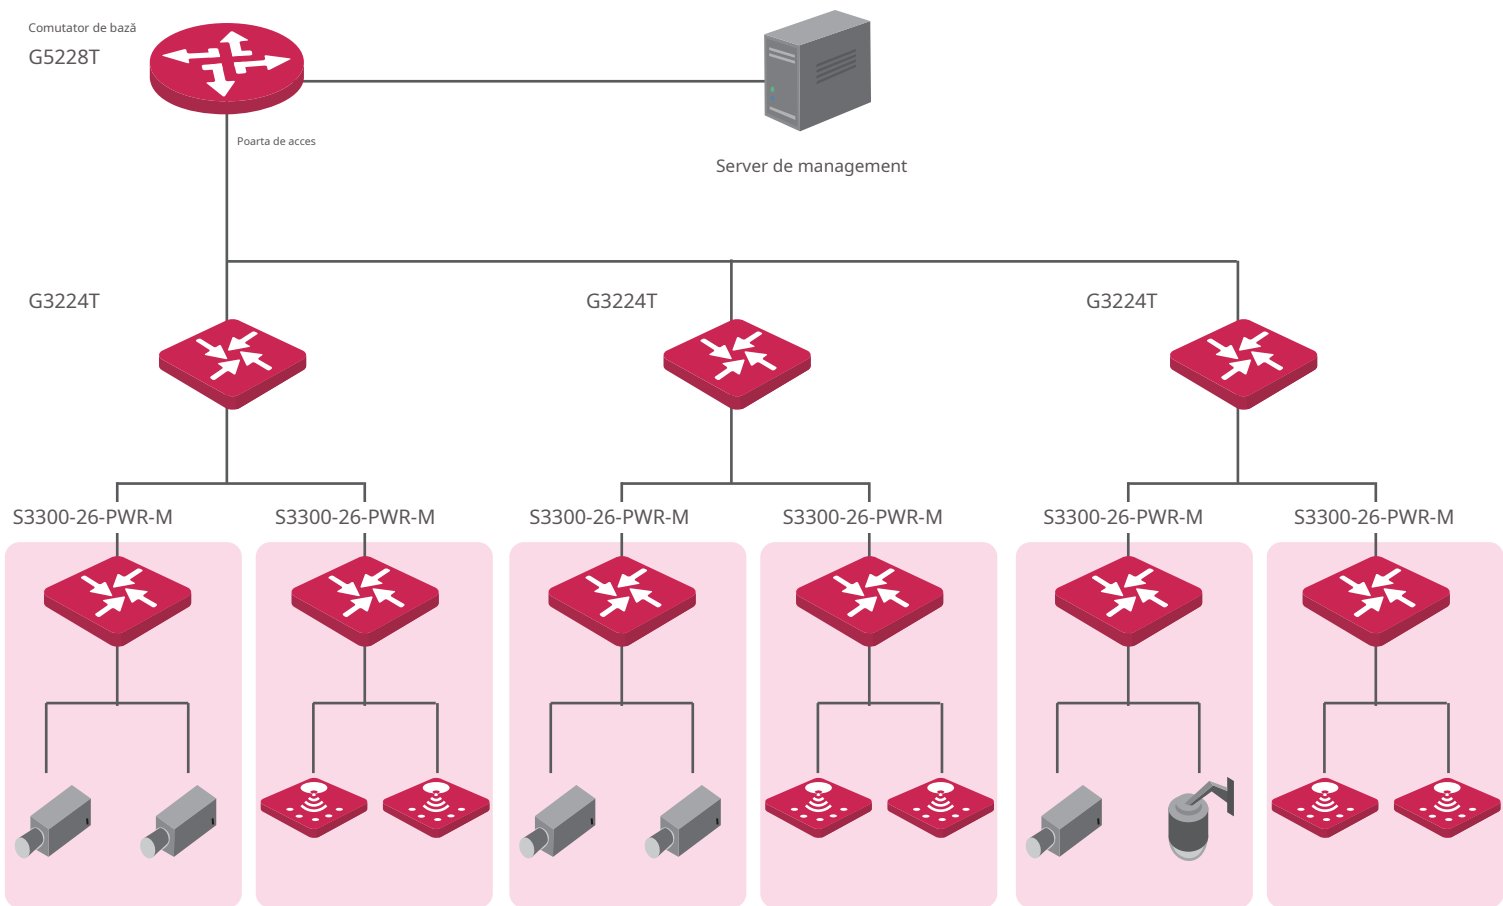 Comutator de bază
G5228T
Poarta de acces
Server de management
G3224T
G3224T
G3224T
S3300-26-PWR-M
S3300-26-PWR-M
S3300-26-PWR-M
S3300-26-PWR-M
S3300-26-PWR-M
S3300-26-PWR-M